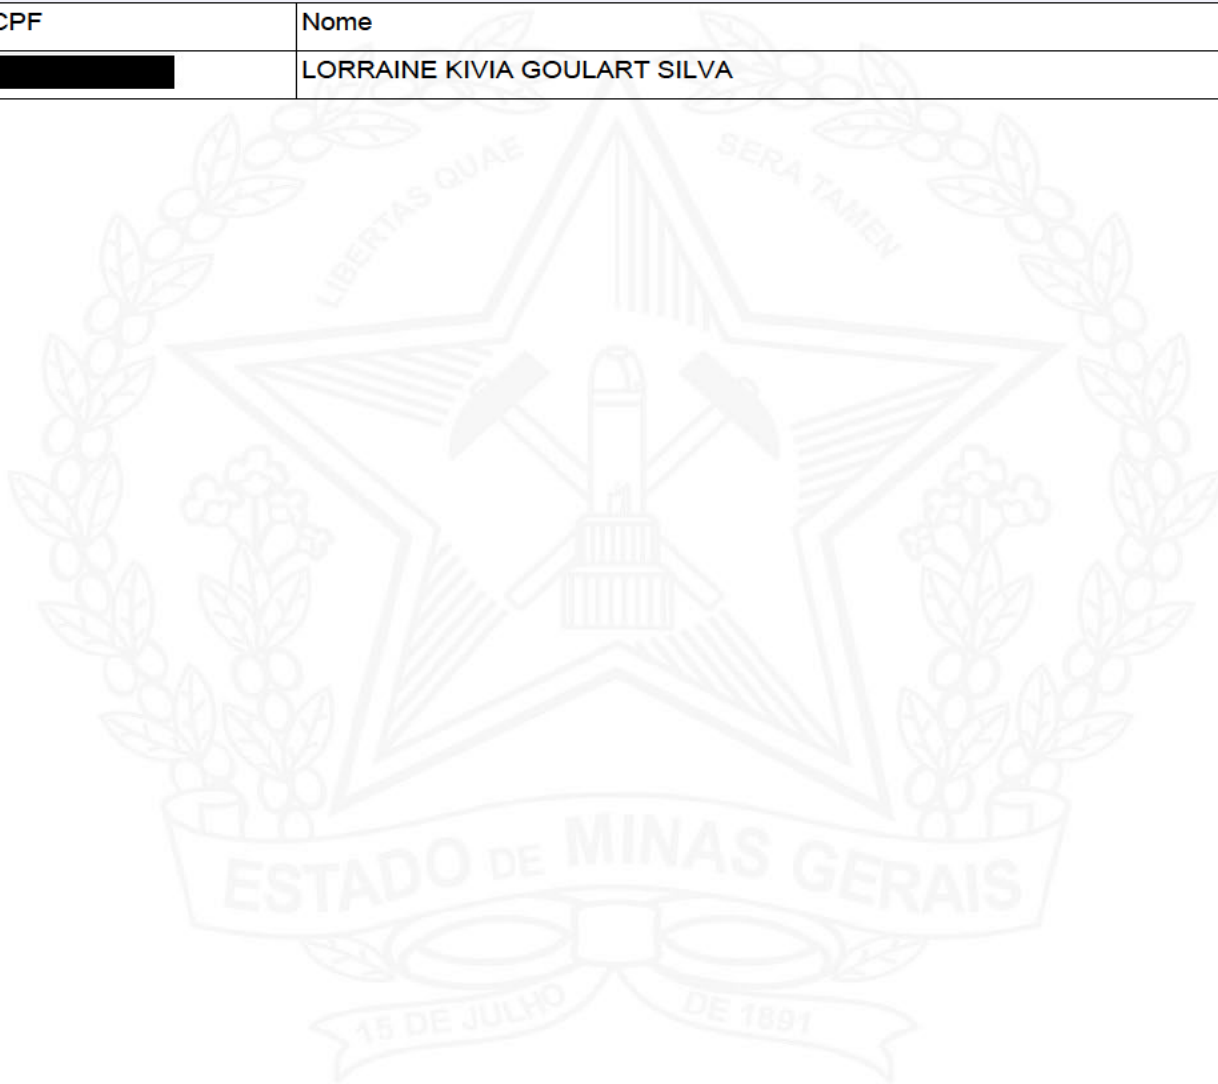 CPF Nome
LORRAINE KIVIA GOULART SILVA
LIBERTAS QUAE SERA TAMEN
ESTADO DE MINAS GERAIS
15 DE JULHO DE 1891